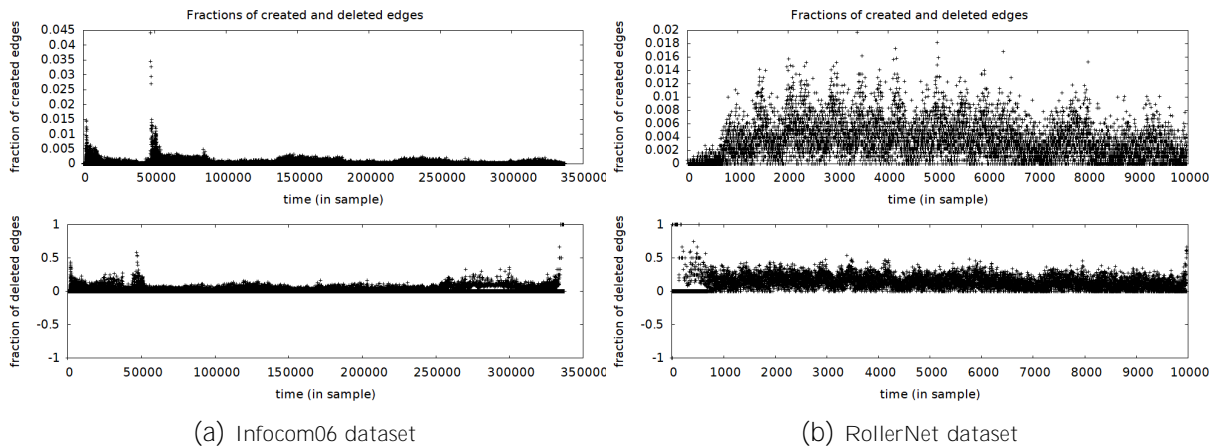 Fractions of created and deleted edges
fraction of created edges
0.045
0.04
0.035
0.03
0.025
0.02
0.015
0.01
0.005
0
0 50000 100000 150000 200000 250000 300000 350000
time (in sample)
fraction of deleted edges
1
0.5
0
-0.5
-1
0 50000 100000 150000 200000 250000 300000 350000
time (in sample)
(a) Infocom06 dataset
Fractions of created and deleted edges
fraction of created edges
0.02
0.018
0.016
0.014
0.012
0.01
0.008
0.006
0.004
0.002
0
0 1000 2000 3000 4000 5000 6000 7000 8000 9000 10000
time (in sample)
fraction of deleted edges
1
0.5
0
-0.5
-1
0 1000 2000 3000 4000 5000 6000 7000 8000 9000 10000
time (in sample)
(b) RollerNet dataset